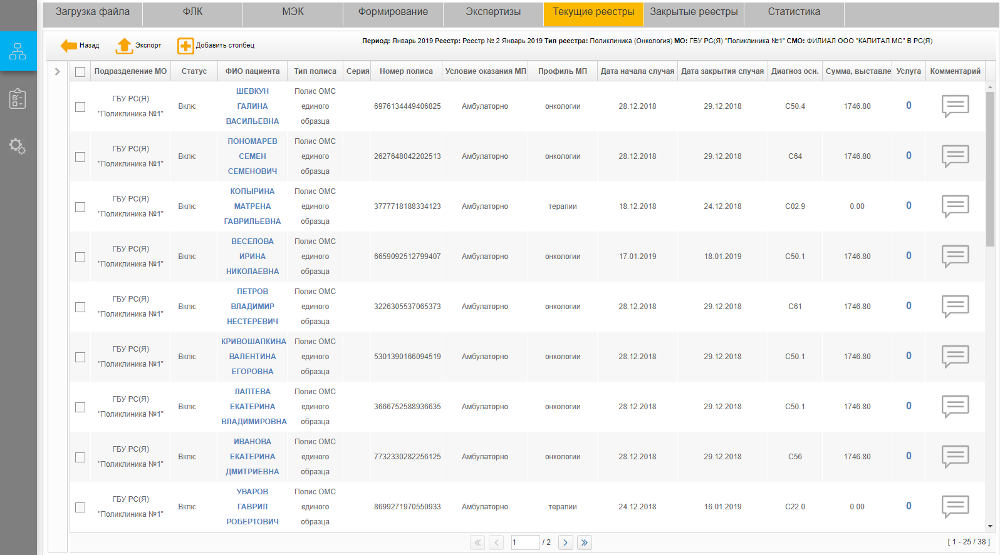 Загрузка файла ФЛК МЭК Формирование Экспертизы Текущие реестры Закрытые реестры Статистика
Назад Экспорт Добавить столбец Период: Январь 2019 Реестр: Реестр № 2 Январь 2019 Тип реестра: Поликлиника (Онкология) МО: ГБУ РС(Я) "Поликлиника №1" СМО: ФИЛИАЛ ООО "КАПИТАЛ МС" В РС(Я)
Подразделение МО Статус ФИО пациента Тип полиса Серия Номер полиса Условие оказания МП Профиль МП Дата начала случая Дата закрытия случая Диагноз осн. Сумма, выставле Услуга Комментарий
ШЕВКУН Полис ОМС
ГБУ РС(Я)
Вклю ГАЛИНА единого 6976134449406825 Амбулаторно онкологии 28.12.2018 29.12.2018 C50.4 1746.80 0
"Поликлиника №1"
ВАСИЛЬЕВНА образца
ПОНОМАРЕВ Полис ОМС
ГБУ РС(Я)
Вклю СЕМЕН единого 2627648042202513 Амбулаторно онкологии 28.12.2018 29.12.2018 C64 1746.80 0
"Поликлиника №1"
СЕМЕНОВИЧ образца
КОПЫРИНА Полис ОМС
ГБУ РС(Я)
Вклю МАТРЕНА единого 3777718188334123 Амбулаторно терапии 18.12.2018 24.12.2018 C02.9 0.00 0
"Поликлиника №1"
ГАВРИЛЬЕВНА образца
ВЕСЕЛОВА Полис ОМС
ГБУ РС(Я)
Вклю ИРИНА единого 6659092512799407 Амбулаторно онкологии 17.01.2019 18.01.2019 C50.1 1746.80 0
"Поликлиника №1"
НИКОЛАЕВНА образца
ПЕТРОВ Полис ОМС
ГБУ РС(Я)
Вклю ВЛАДИМИР единого 3226305537065373 Амбулаторно онкологии 28.12.2018 29.12.2018 C61 1746.80 0
"Поликлиника №1"
НЕСТЕРЕВИЧ образца
КРИВОШАПКИНА Полис ОМС
ГБУ РС(Я)
Вклю ВАЛЕНТИНА единого 5301390166094519 Амбулаторно онкологии 28.12.2018 29.12.2018 C50.1 1746.80 0
"Поликлиника №1"
ЕГОРОВНА образца
ЛАПТЕВА Полис ОМС
ГБУ РС(Я)
Вклю ЕКАТЕРИНА единого 3666752588936635 Амбулаторно онкологии 28.12.2018 29.12.2018 C50.1 1746.80 0
"Поликлиника №1"
ВЛАДИМИРОВНА образца
ИВАНОВА Полис ОМС
ГБУ РС(Я)
Вклю ЕКАТЕРИНА единого 7732330282256125 Амбулаторно онкологии 28.12.2018 29.12.2018 C56 1746.80 0
"Поликлиника №1"
ДМИТРИЕВНА образца
УВАРОВ Полис ОМС
ГБУ РС(Я)
Вклю ГАВРИЛ единого 8699271970550933 Амбулаторно терапии 24.12.2018 16.01.2019 C22.0 0.00 0
"Поликлиника №1"
РОБЕРТОВИЧ образца
1 / 2 [ 1 - 25 / 38 ]